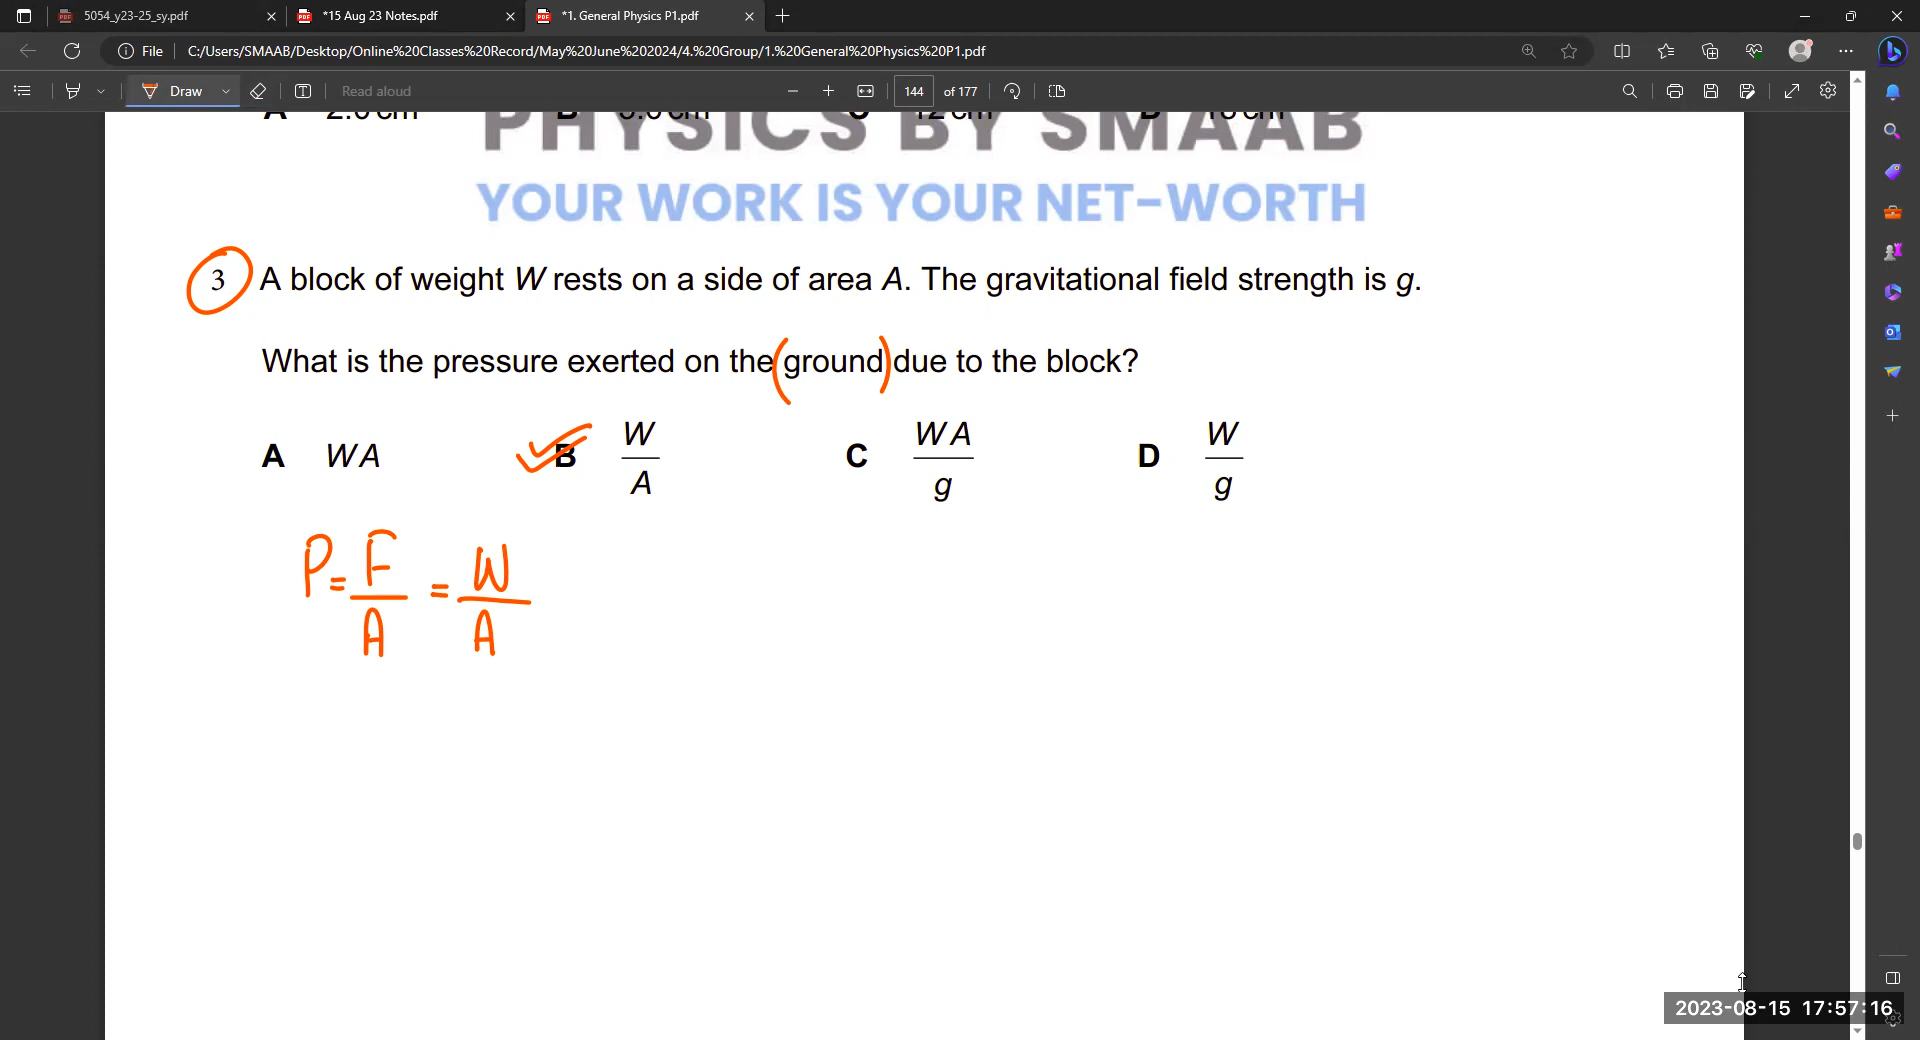 5054_y23-25_sy.pdf
*15 Aug 23 Notes.pdf
*1. General Physics P1.pdf
File
C:/Users/SMAAB/Desktop/Online%20Classes%20Record/May%20June%202024/4.%20Group/1.%20General%20Physics%20P1.pdf
Draw
Read aloud
144 of 177
PHYSICS BY SMAAB
YOUR WORK IS YOUR NET-WORTH
3 A block of weight W rests on a side of area A. The gravitational field strength is g.
What is the pressure exerted on the (ground) due to the block?
A WA B W/A C WA/g D W/g
P = F/A = W/A
2023-08-15 17:57:16